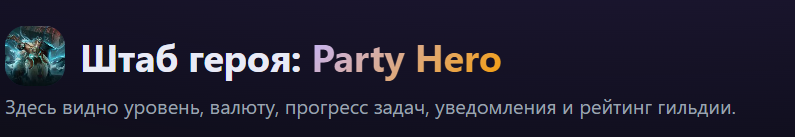 Штаб героя: Party Hero
Здесь видно уровень, валюту, прогресс задач, уведомления и рейтинг гильдии.